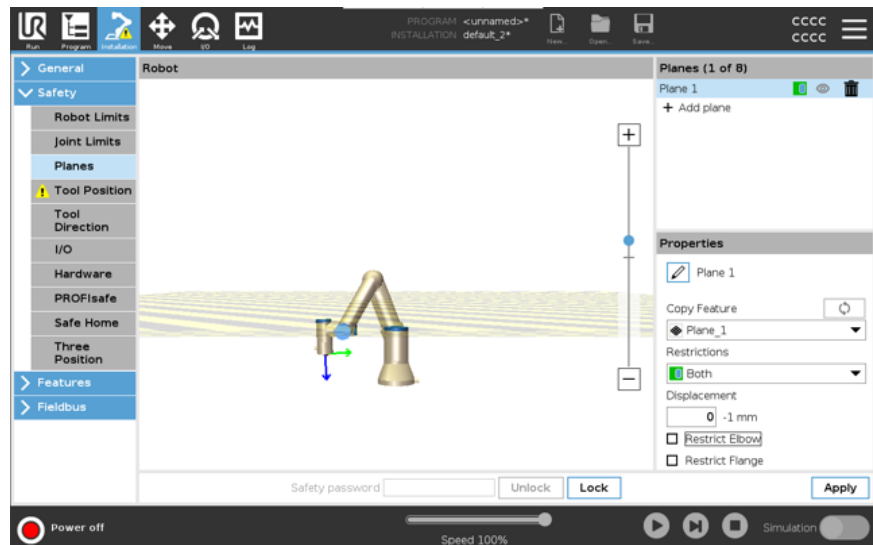 PROGRAM <unnamed>*
INSTALLATION default_2*
Run Program Installation Move I/O Log
New... Open... Save...
cccc
cccc
General
Safety
Robot Limits
Joint Limits
Planes
Tool Position
Tool
Direction
I/O
Hardware
PROFIsafe
Safe Home
Three
Position
Features
Fieldbus
Robot
Planes (1 of 8)
Plane 1
+ Add plane
Properties
Plane 1
Copy Feature
Plane_1
Restrictions
Both
Displacement
0 -1 mm
Restrict Elbow
Restrict Flange
Safety password Unlock Lock
Apply
Power off
Speed 100%
Simulation